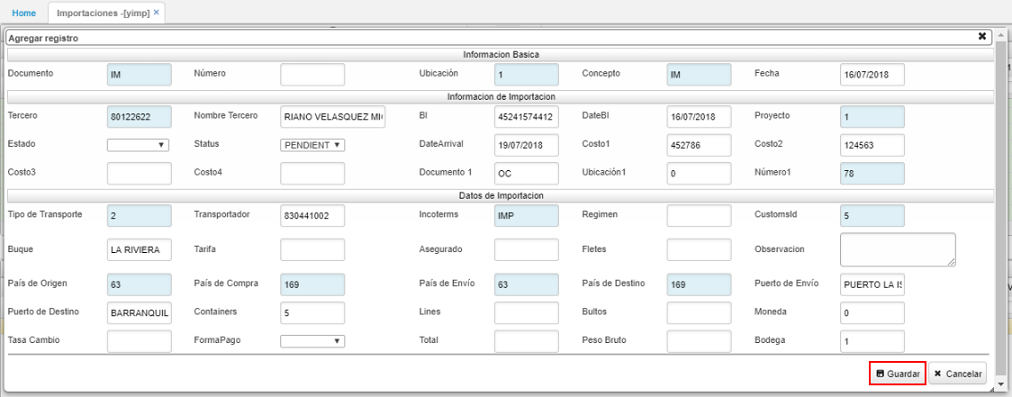 Home Importaciones -[yimp] ×
Agregar registro ✖
Informacion Basica
Documento IM Número Ubicación 1 Concepto IM Fecha 16/07/2018
Informacion de Importacion
Tercero 80122622 Nombre Tercero RIANO VELASQUEZ MI Bl 45241574412 DateBl 16/07/2018 Proyecto 1
Estado Status PENDIENT DateArrival 19/07/2018 Costo1 452786 Costo2 124563
Costo3 Costo4 Documento 1 OC Ubicación1 0 Número1 78
Datos de Importacion
Tipo de Transporte 2 Transportador 830441002 Incoterms IMP Regimen CustomsId 5
Buque LA RIVIERA Tarifa Asegurado Fletes Observacion
País de Origen 63 País de Compra 169 País de Envío 63 País de Destino 169 Puerto de Envío PUERTO LA IS
Puerto de Destino BARRANQUIL Containers 5 Lines Bultos Moneda 0
Tasa Cambio FormaPago Total Peso Bruto Bodega 1
Guardar ✖ Cancelar